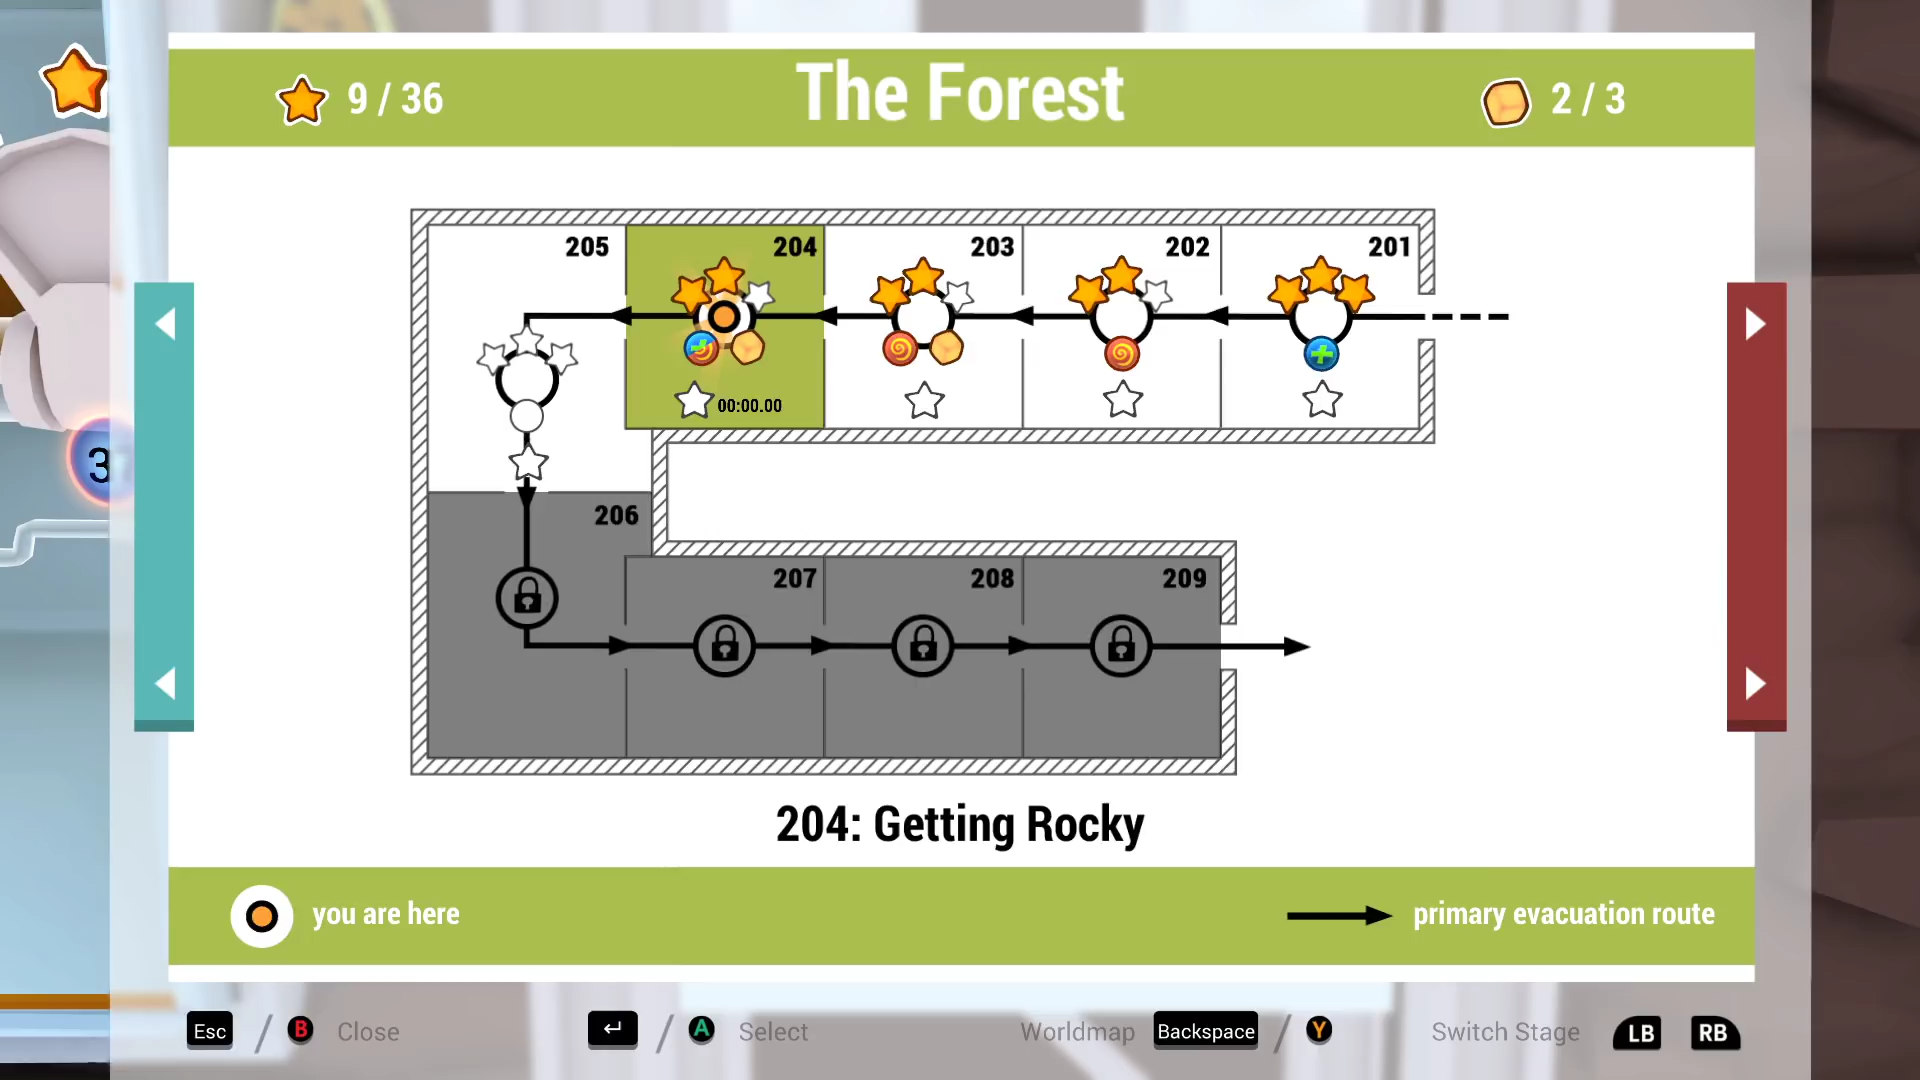 9 / 36
The Forest
2 / 3
205
204
203
202
201
00:00.00
3
206
207
208
209
204: Getting Rocky
you are here
primary evacuation route
Esc / B Close
↵ / A Select
Worldmap Backspace / Y
Switch Stage LB RB